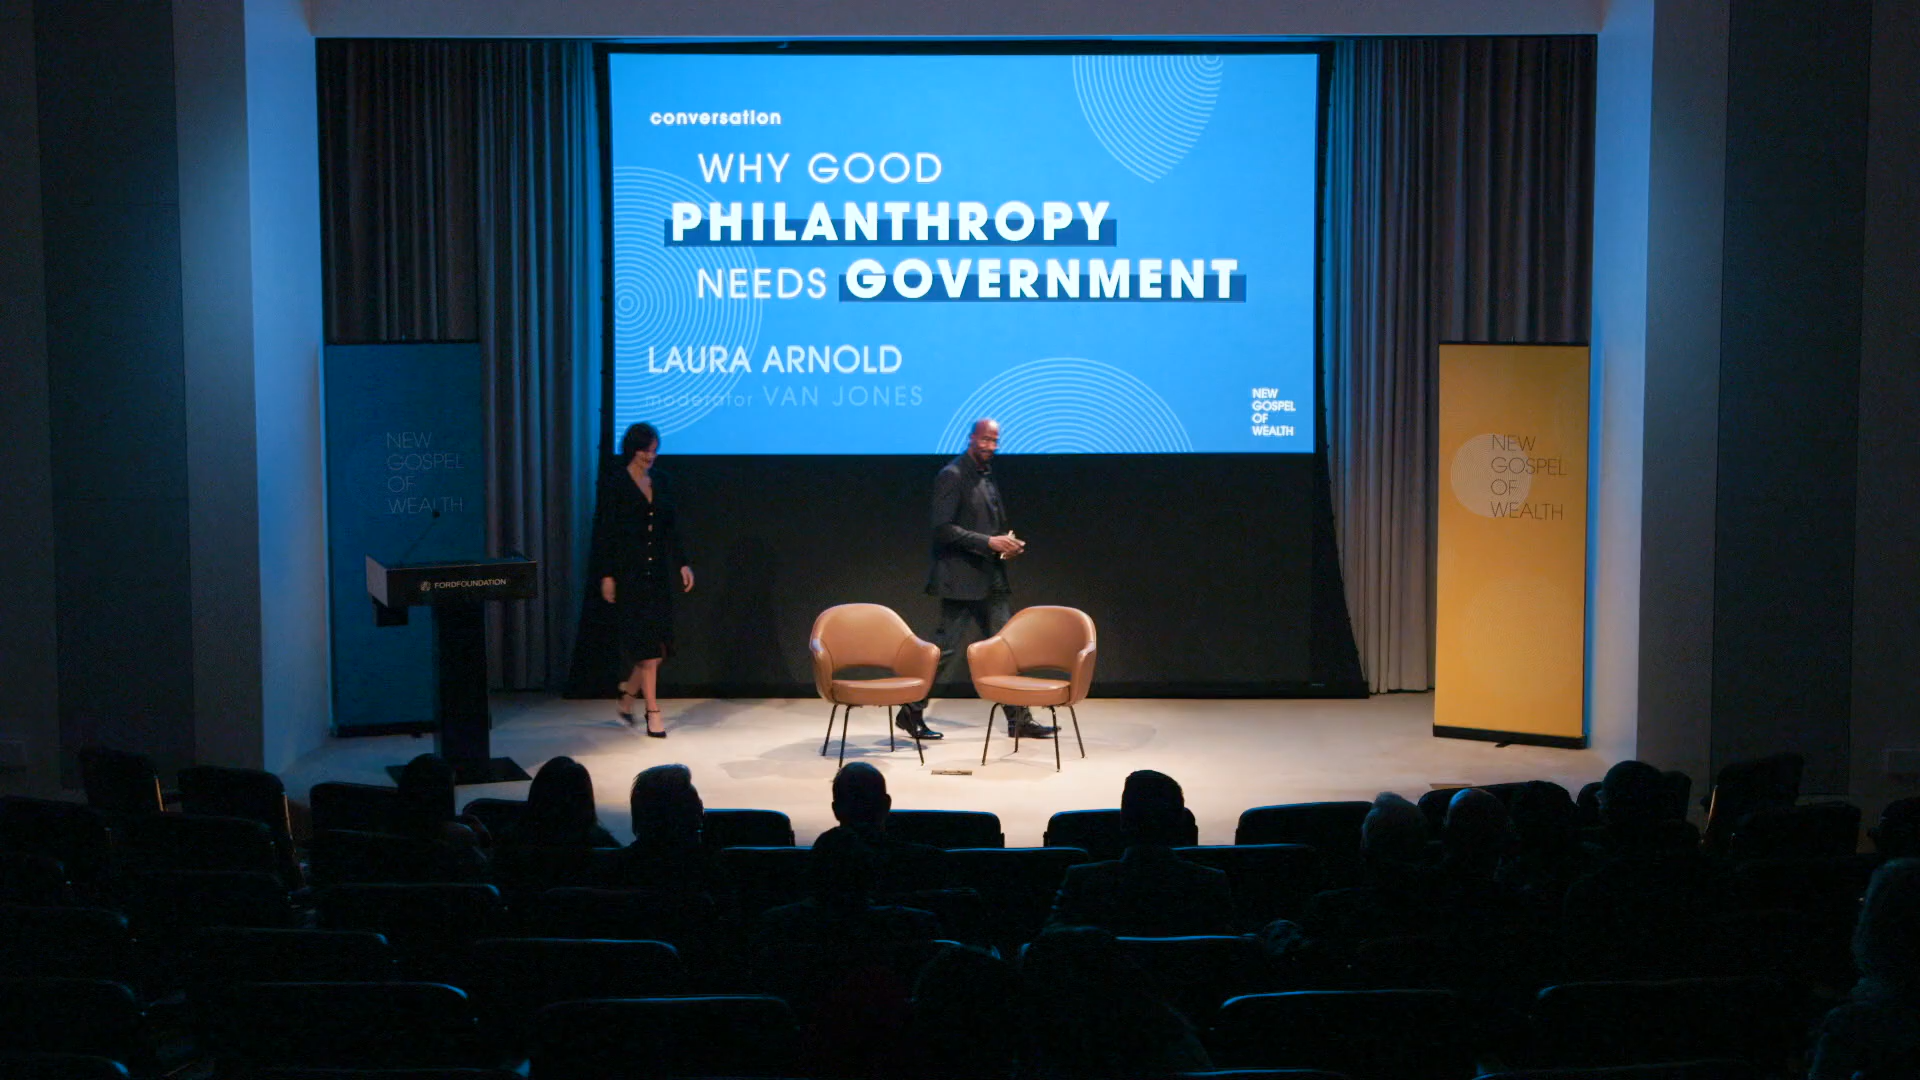 conversation
WHY GOOD
PHILANTHROPY
NEEDS GOVERNMENT
LAURA ARNOLD
moderator VAN JONES
NEW
GOSPEL
OF
WEALTH
NEW
GOSPEL
OF
WEALTH
FORDFOUNDATION
NEW
GOSPEL
OF
WEALTH